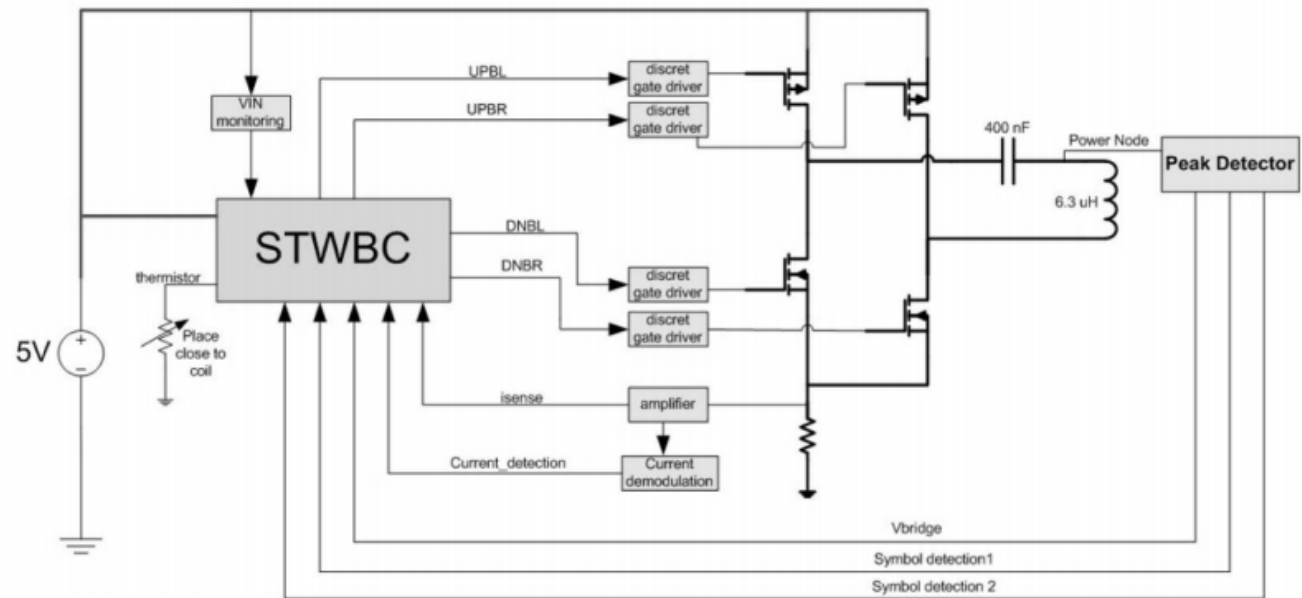 UPBL
discret
gate driver
UPBR
discret
gate driver
VIN
monitoring
400 nF
Power Node
Peak Detector
6.3 uH
STWBC
DNBL
discret
gate driver
DNBR
discret
gate driver
thermistor
Place
close to
coil
5V
+
−
isense
amplifier
Current_detection
Current
demodulation
Vbridge
Symbol detection1
Symbol detection 2